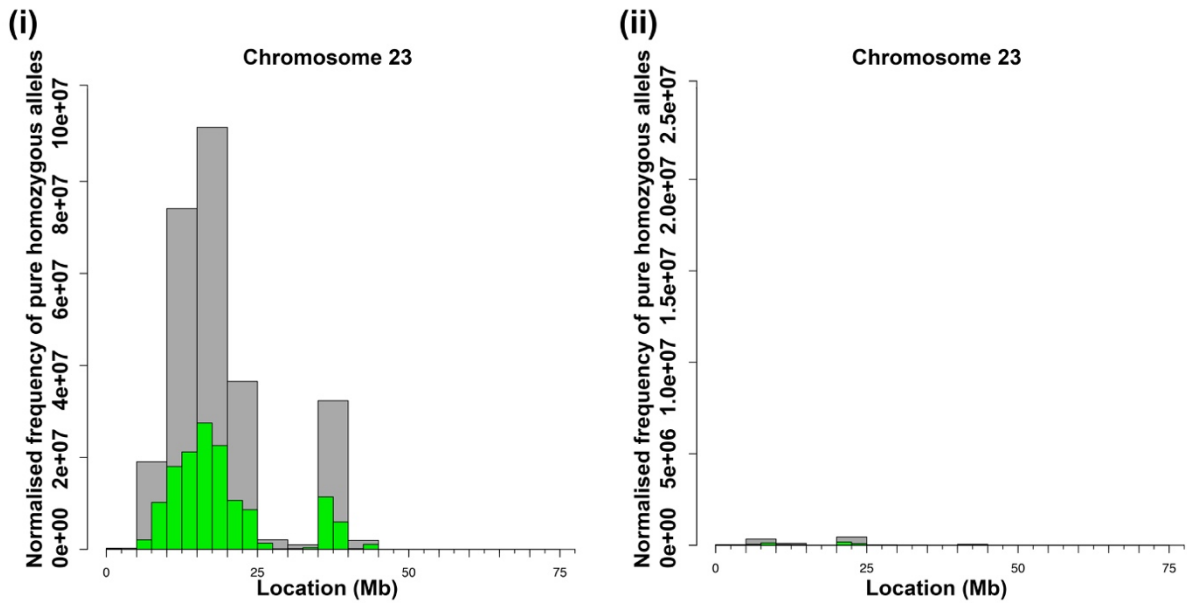 (i)
Chromosome 23
Normalised frequency of pure homozygous alleles
0e+00 2e+07 4e+07 6e+07 8e+07 10e+07
0 25 50 75
Location (Mb)
(ii)
Chromosome 23
Normalised frequency of pure homozygous alleles
0e+00 5e+06 1.0e+07 1.5e+07 2.0e+07 2.5e+07
0 25 50 75
Location (Mb)